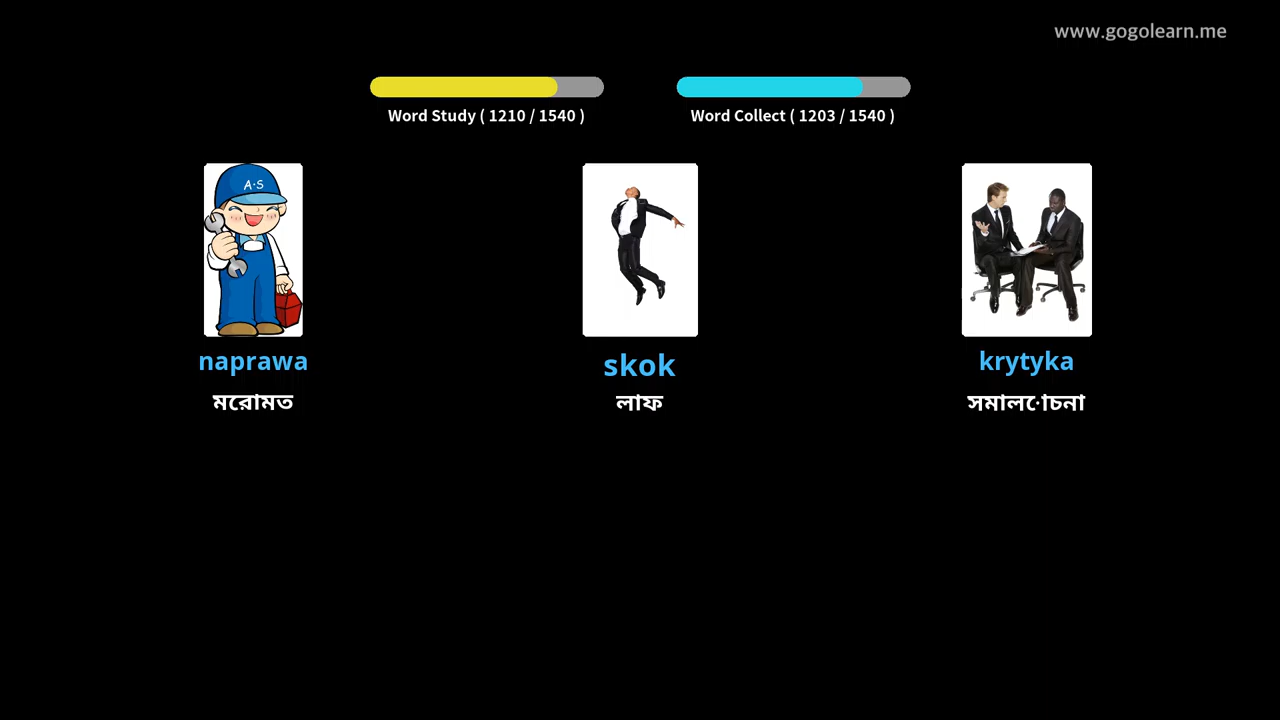 www.gogolearn.me
Word Study ( 1210 / 1540 )
Word Collect ( 1203 / 1540 )
A·S
naprawa
skok
krytyka
মেরামত
লাফ
সমালোচনা